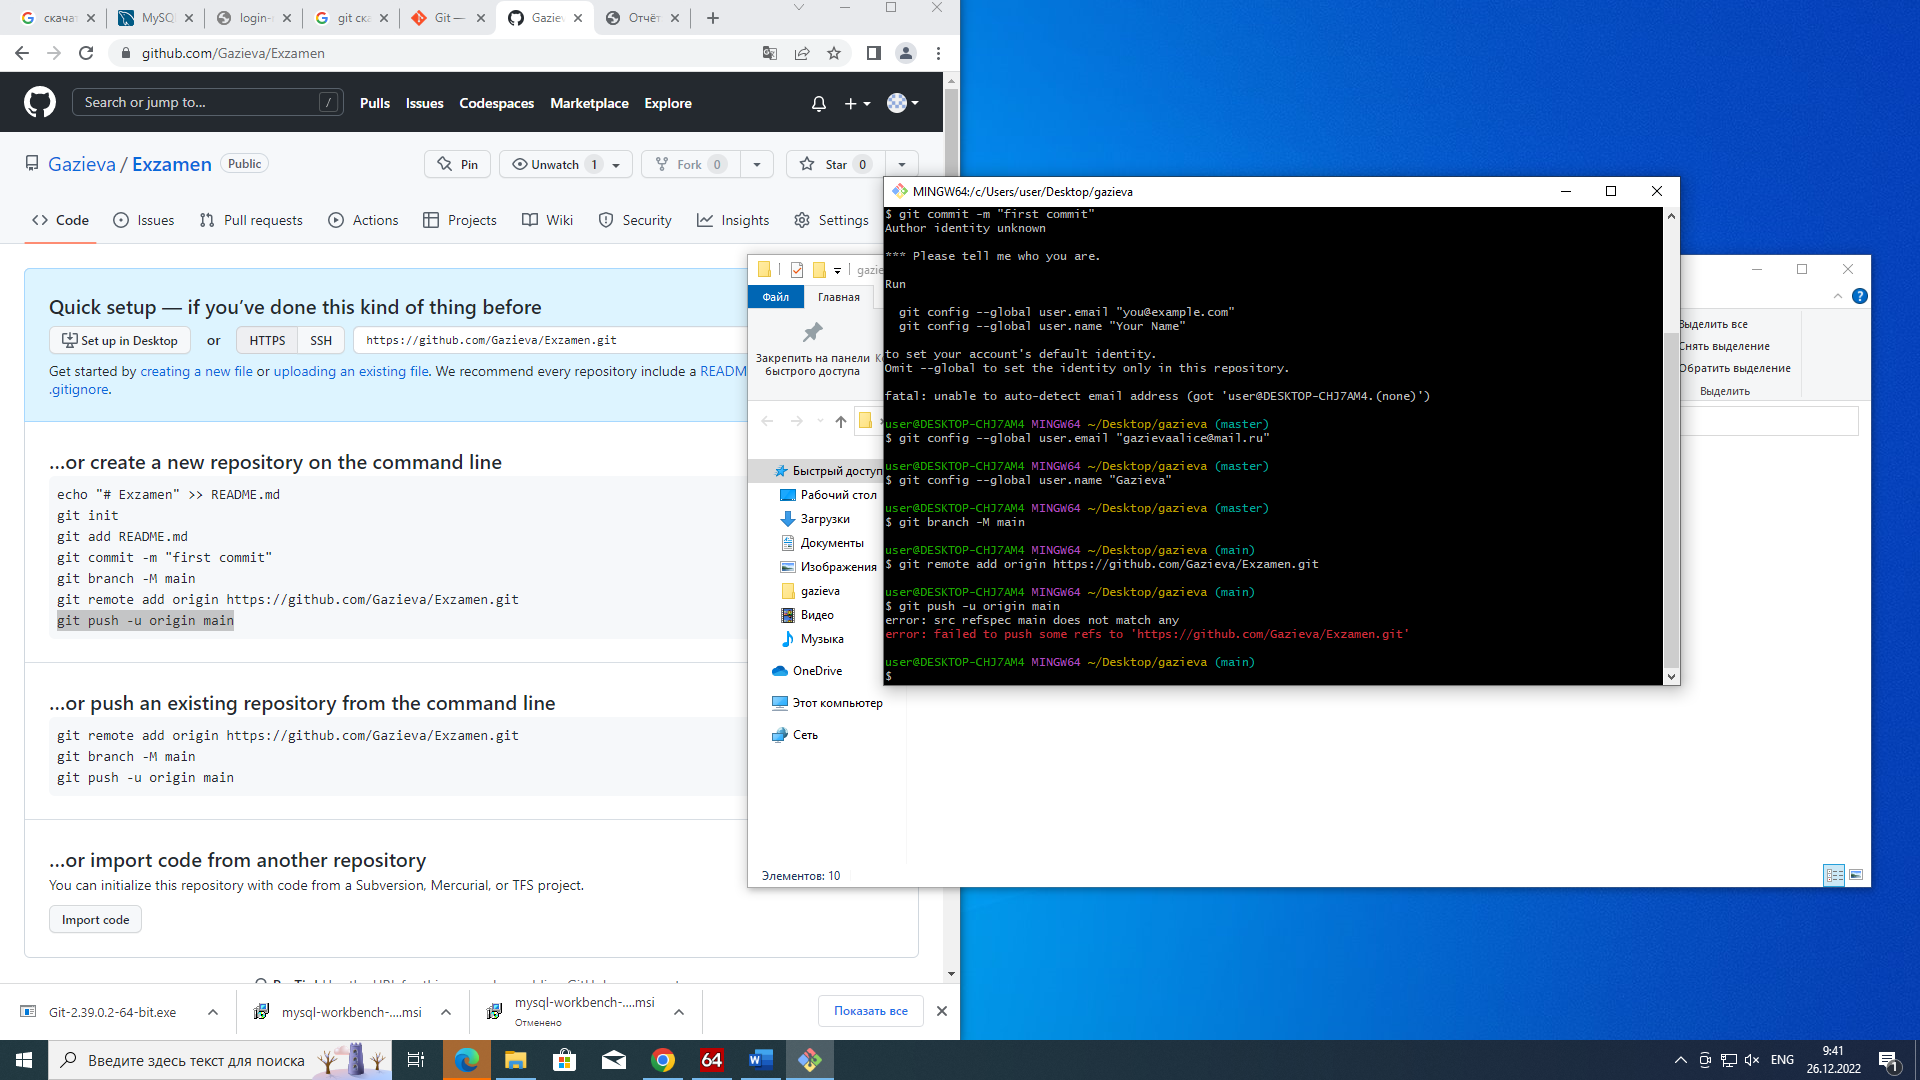 скачат
MySQ
login-
git ска
Git —
Gaziev
Отчёт
github.com/Gazieva/Exzamen
Search or jump to...
/
Pulls
Issues
Codespaces
Marketplace
Explore
Gazieva / Exzamen
Public
Pin
Unwatch 1
Fork 0
Star 0
Code
Issues
Pull requests
Actions
Projects
Wiki
Security
Insights
Settings
Quick setup — if you've done this kind of thing before
Set up in Desktop
or
HTTPS
SSH
https://github.com/Gazieva/Exzamen.git
Get started by creating a new file or uploading an existing file. We recommend every repository include a README
.gitignore.
...or create a new repository on the command line
echo "# Exzamen" >> README.md
git init
git add README.md
git commit -m "first commit"
git branch -M main
git remote add origin https://github.com/Gazieva/Exzamen.git
git push -u origin main
...or push an existing repository from the command line
git remote add origin https://github.com/Gazieva/Exzamen.git
git branch -M main
git push -u origin main
...or import code from another repository
You can initialize this repository with code from a Subversion, Mercurial, or TFS project.
Import code
gazie
Файл
Главная
Закрепить на панели
быстрого доступа
Выделить все
Снять выделение
Обратить выделение
Выделить
Быстрый доступ
Рабочий стол
Загрузки
Документы
Изображения
gazieva
Видео
Музыка
OneDrive
Этот компьютер
Сеть
Элементов: 10
MINGW64:/c/Users/user/Desktop/gazieva
$ git commit -m "first commit"
Author identity unknown
*** Please tell me who you are.
Run
git config --global user.email "you@example.com"
git config --global user.name "Your Name"
to set your account's default identity.
Omit --global to set the identity only in this repository.
fatal: unable to auto-detect email address (got 'user@DESKTOP-CHJ7AM4.(none)')
user@DESKTOP-CHJ7AM4 MINGW64 ~/Desktop/gazieva (master)
$ git config --global user.email "gazievaalice@mail.ru"
user@DESKTOP-CHJ7AM4 MINGW64 ~/Desktop/gazieva (master)
$ git config --global user.name "Gazieva"
user@DESKTOP-CHJ7AM4 MINGW64 ~/Desktop/gazieva (master)
$ git branch -M main
user@DESKTOP-CHJ7AM4 MINGW64 ~/Desktop/gazieva (main)
$ git remote add origin https://github.com/Gazieva/Exzamen.git
user@DESKTOP-CHJ7AM4 MINGW64 ~/Desktop/gazieva (main)
$ git push -u origin main
error: src refspec main does not match any
error: failed to push some refs to 'https://github.com/Gazieva/Exzamen.git'
user@DESKTOP-CHJ7AM4 MINGW64 ~/Desktop/gazieva (main)
$
Git-2.39.0.2-64-bit.exe
mysql-workbench-....msi
mysql-workbench-....msi
Отменено
Показать все
Введите здесь текст для поиска
64
ENG
9:41
26.12.2022
1